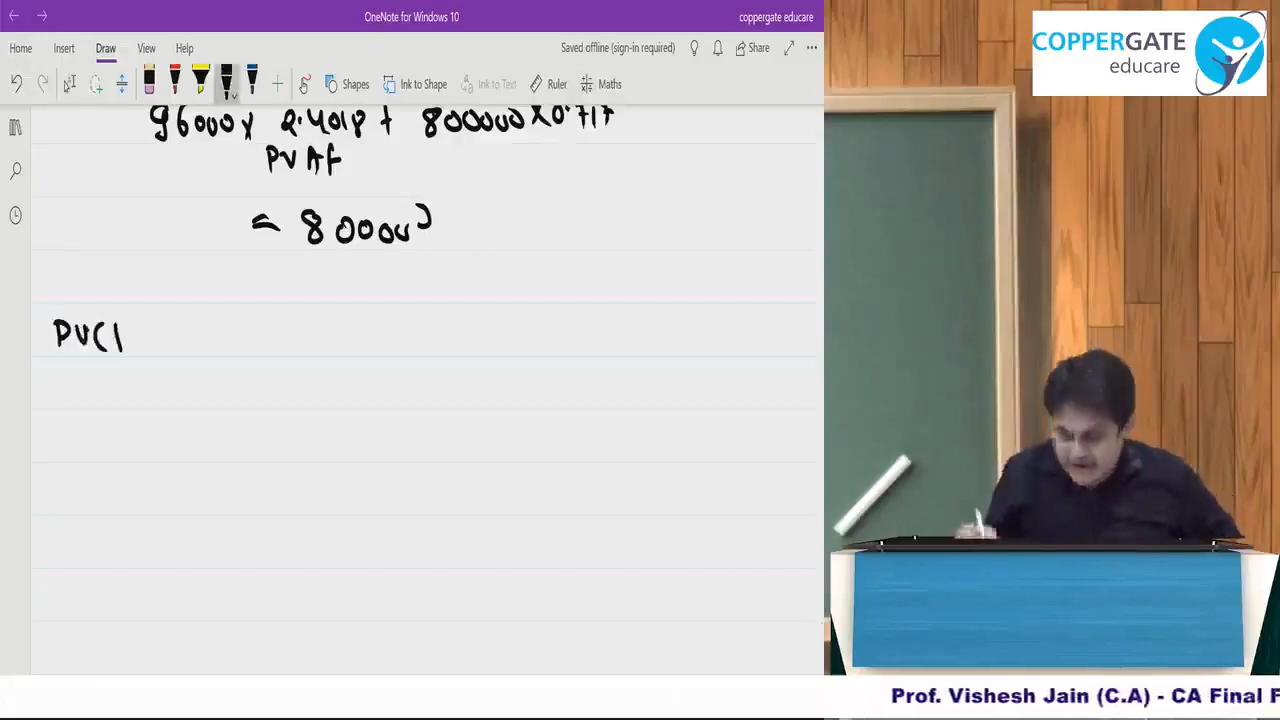 OneNote for Windows 10
coppergate educare
Home Insert Draw View Help
Saved offline (sign-in required)
Share
Shapes
Ink to Shape
Ink to Text
Ruler
Maths
96000 x 2.4018 + 800000 x 0.717
PVAF
= 800000
PVCI
COPPERGATE
educare
Prof. Vishesh Jain (C.A) - CA Final F